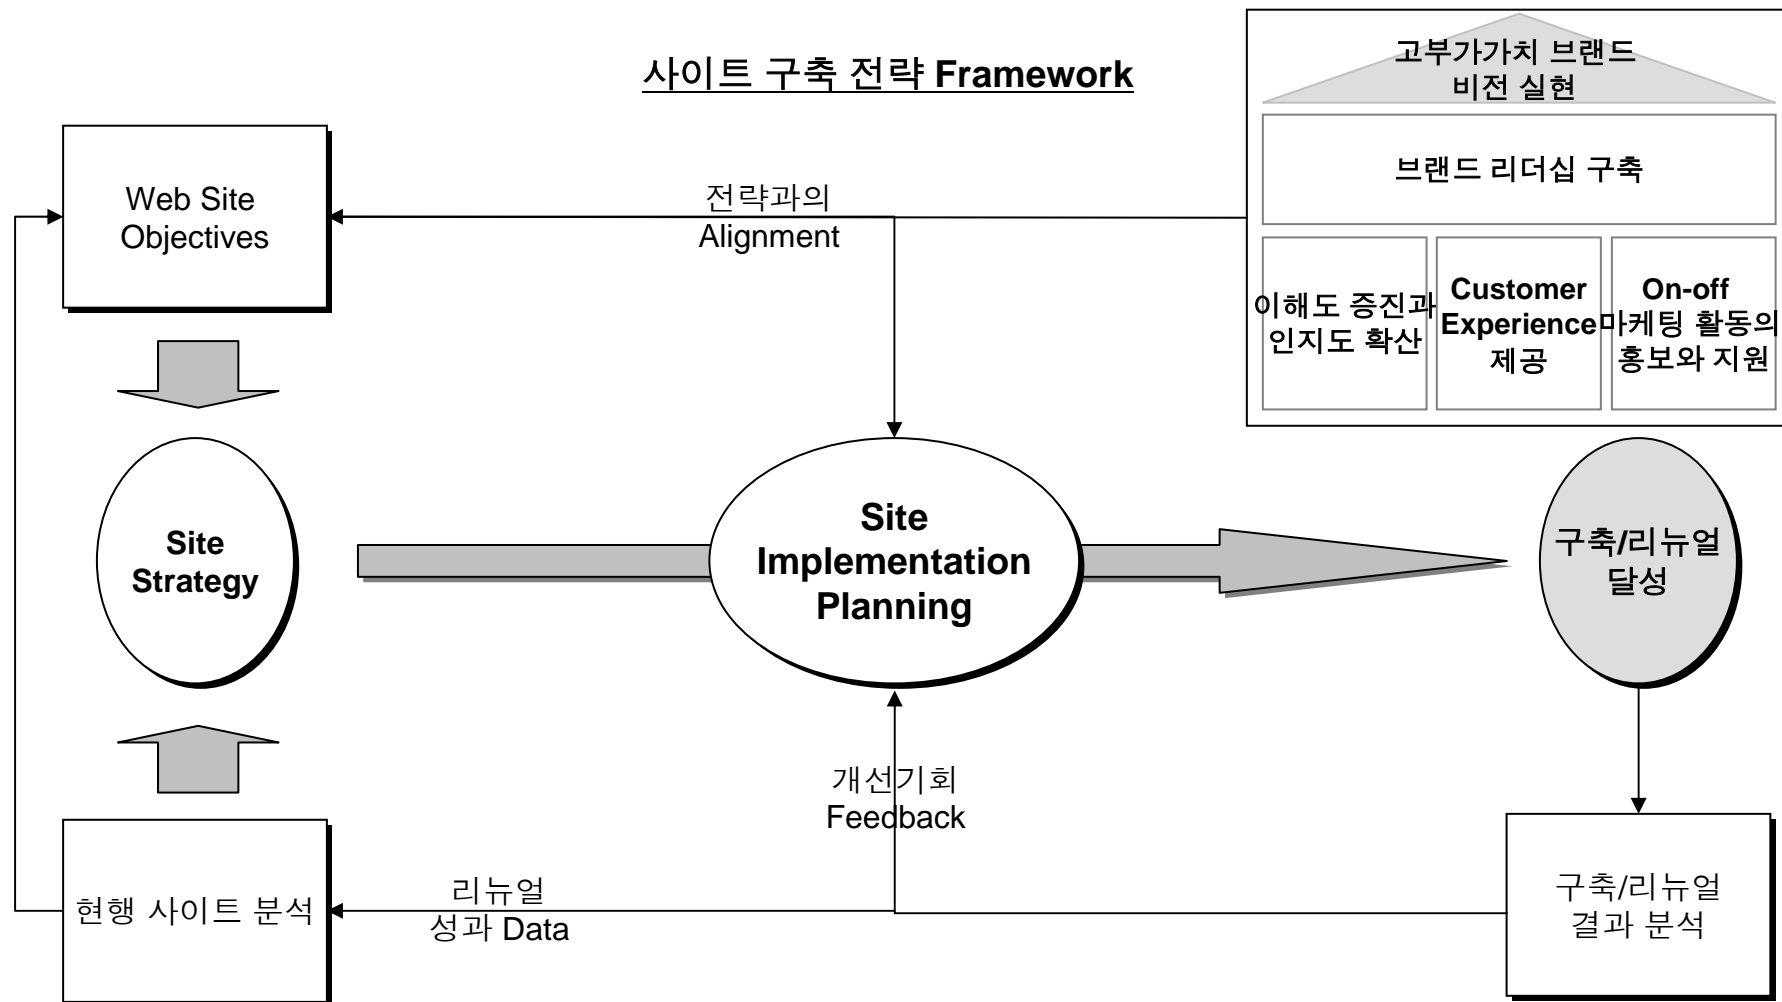 사이트 구축 전략 Framework
고부가가치 브랜드
비전 실현
브랜드 리더십 구축
이해도 증진과
인지도 확산
Customer
Experience
제공
On-off
마케팅 활동의
홍보와 지원
Web Site
Objectives
전략과의
Alignment
Site
Strategy
Site
Implementation
Planning
구축/리뉴얼
달성
개선기회
Feedback
현행 사이트 분석
리뉴얼
성과 Data
구축/리뉴얼
결과 분석